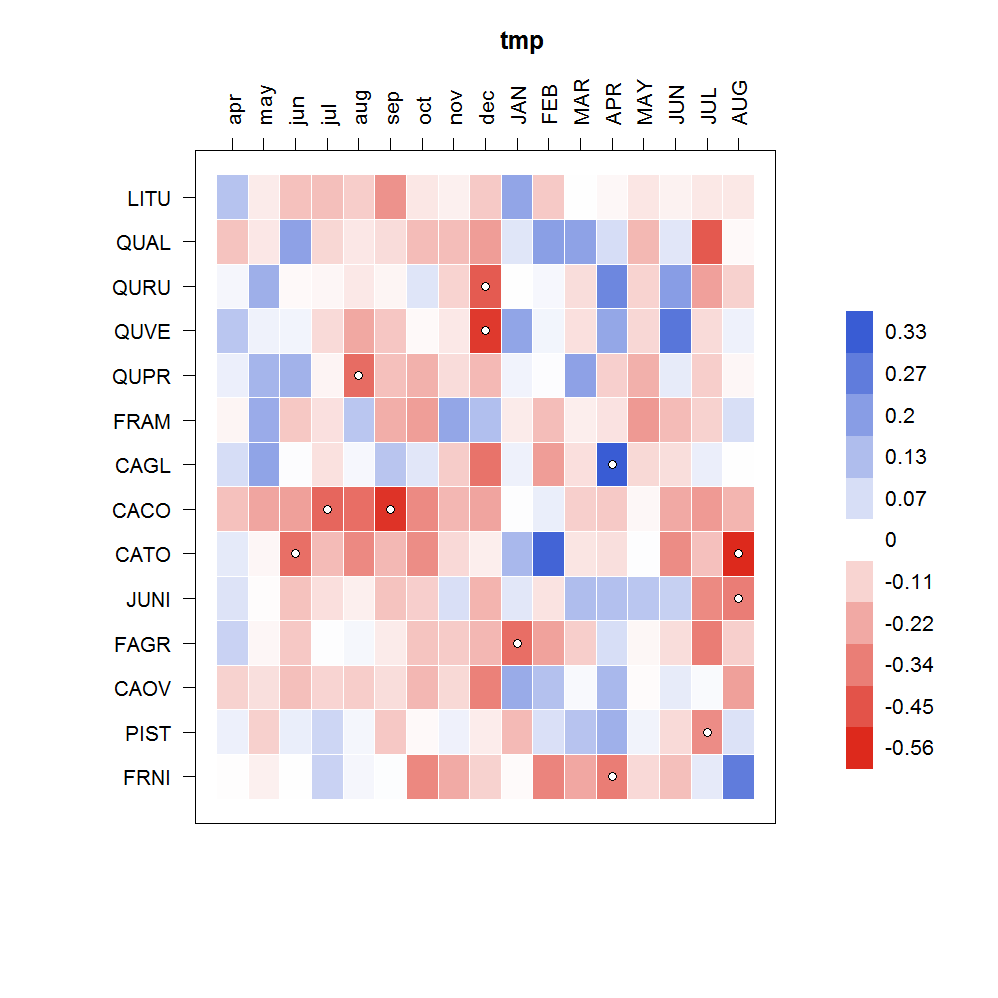 tmp
apr may jun jul aug sep oct nov dec JAN FEB MAR APR MAY JUN JUL AUG
LITU
QUAL
QURU
QUVE
QUPR
FRAM
CAGL
CACO
CATO
JUNI
FAGR
CAOV
PIST
FRNI
0.33
0.27
0.2
0.13
0.07
0
-0.11
-0.22
-0.34
-0.45
-0.56